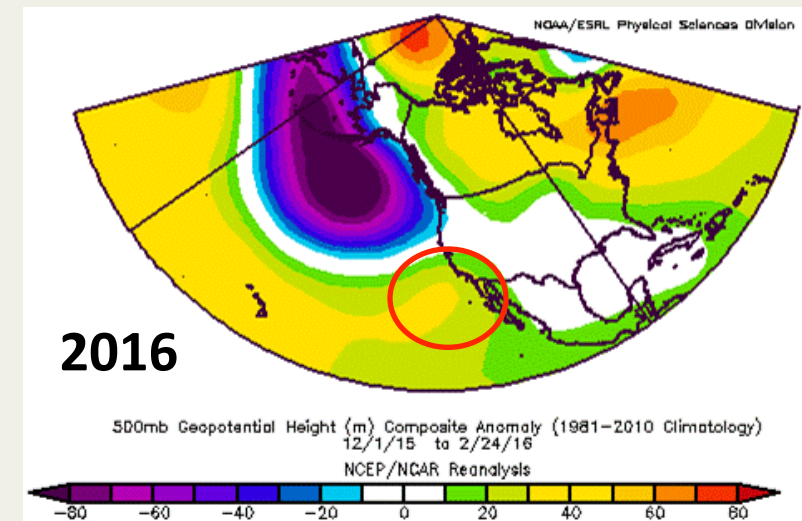 NOAA/ESRL Physical Sciences Division
2016
500mb Geopotential Height (m) Composite Anomaly (1981-2010 Climatology)
12/1/15 to 2/24/16
NCEP/NCAR Reanalysis
-80 -60 -40 -20 0 20 40 60 80